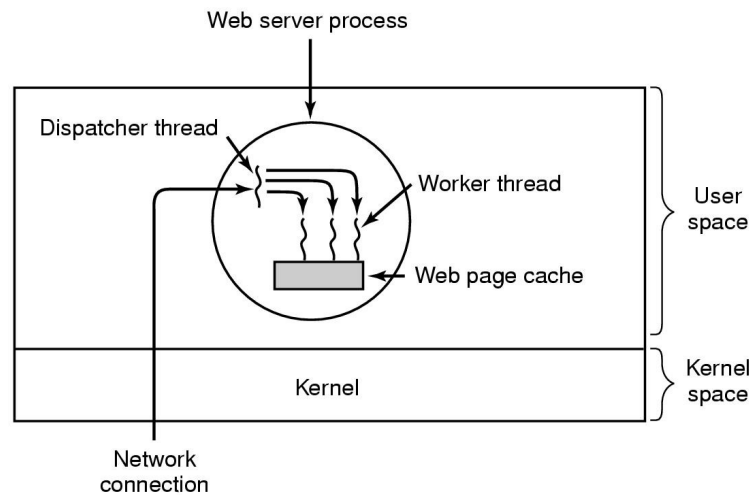 Web server process
Dispatcher thread
Worker thread
User
space
Web page cache
Kernel
Kernel
space
Network
connection